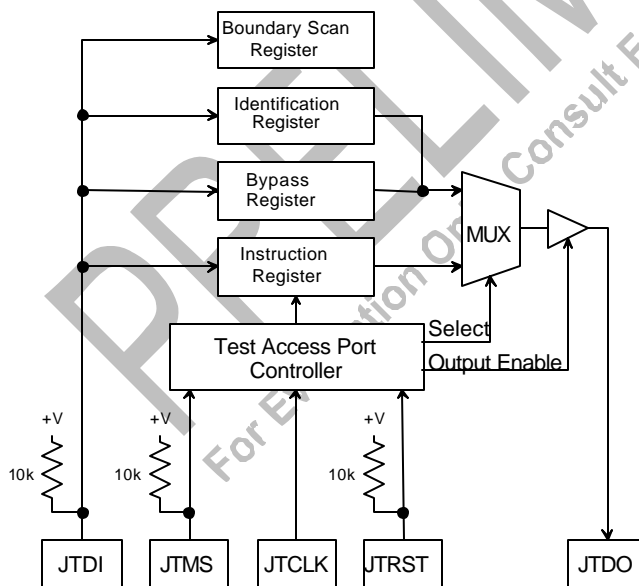 Boundary Scan
Register
Identification
Register
Bypass
Register
Instruction
Register
MUX
Test Access Port
Controller
Select
Output Enable
+V
10k
+V
10k
+V
10k
JTDI
JTMS
JTCLK
JTRST
JTDO